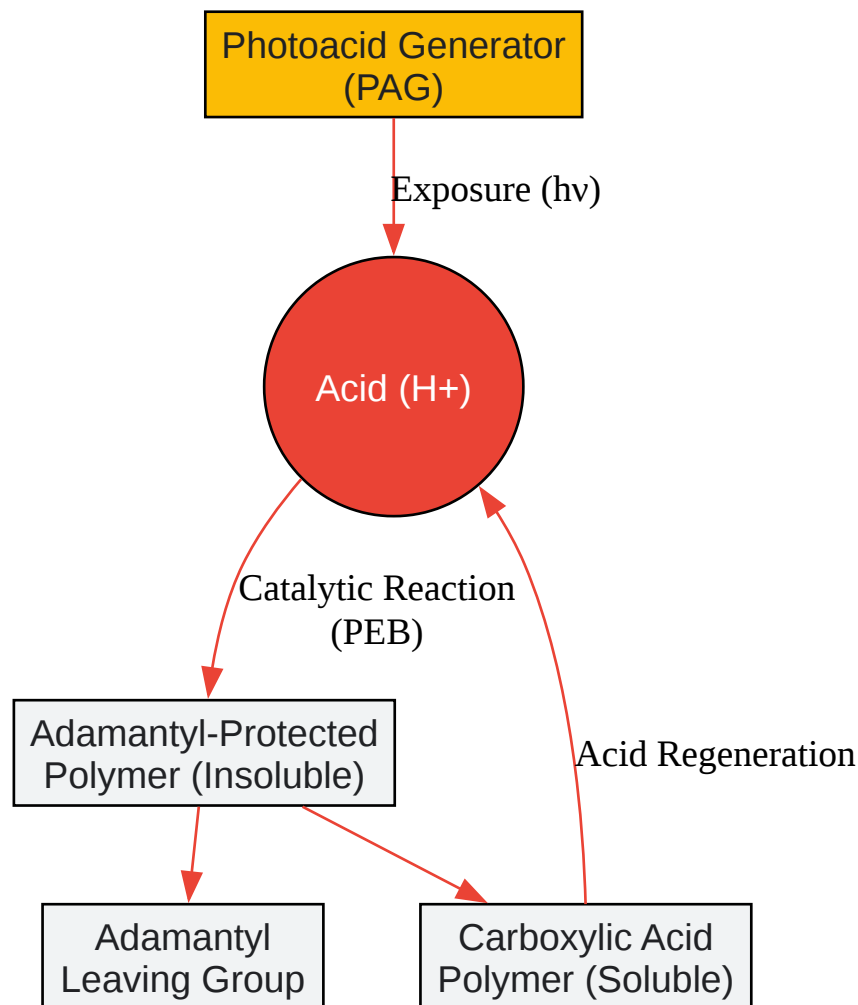 Photoacid Generator
(PAG)
Exposure (hν)
Acid (H+)
Catalytic Reaction
(PEB)
Adamantyl-Protected
Polymer (Insoluble)
Acid Regeneration
Adamantyl
Leaving Group
Carboxylic Acid
Polymer (Soluble)